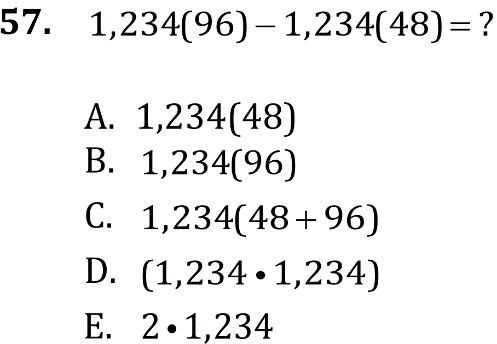 57. 1,234(96) – 1,234(48) = ?
A. 1,234(48)
B. 1,234(96)
C. 1,234(48 + 96)
D. (1,234 • 1,234)
E. 2 • 1,234